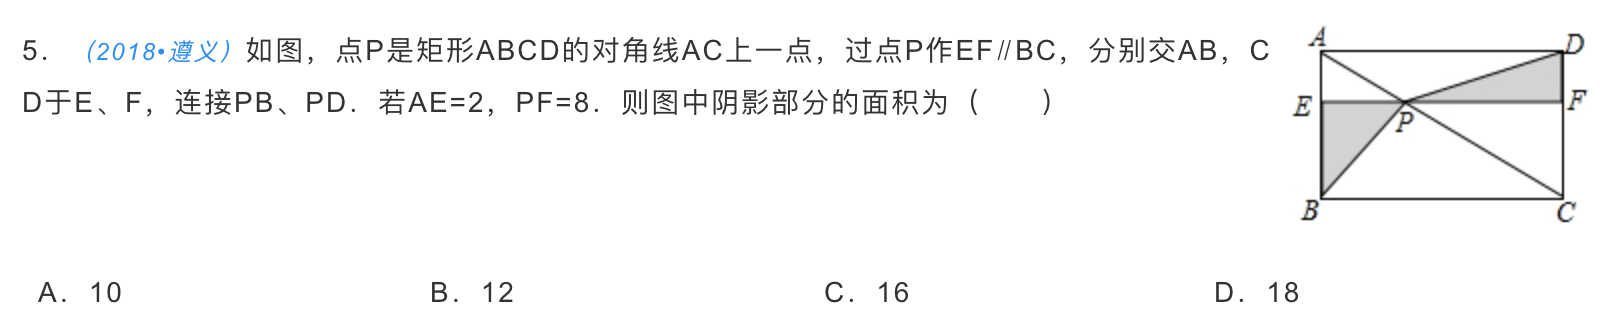 5. （2018•遵义）如图，点P是矩形ABCD的对角线AC上一点，过点P作EF∥BC，分别交AB，C
D于E、F，连接PB、PD．若AE=2，PF=8．则图中阴影部分的面积为（　　）
A
D
E
P
F
B
C
A．10
B．12
C．16
D．18